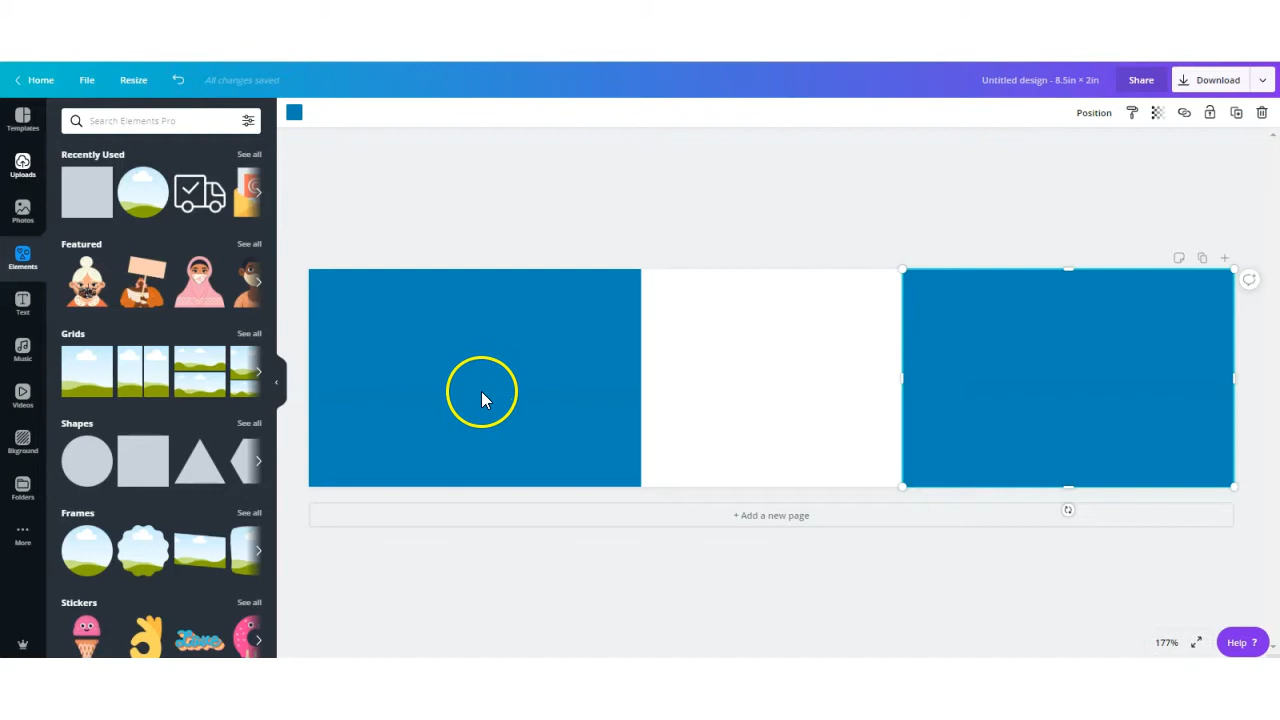 Home File Resize All changes saved Untitled design - 8.5in × 2in Share Download
Templates
Uploads
Photos
Elements
Text
Music
Videos
Bkground
Folders
More
Search Elements Pro
Position
Recently Used See all
Featured See all
Grids See all
Shapes See all
Frames See all
Stickers See all
Love
+ Add a new page
177% Help ?